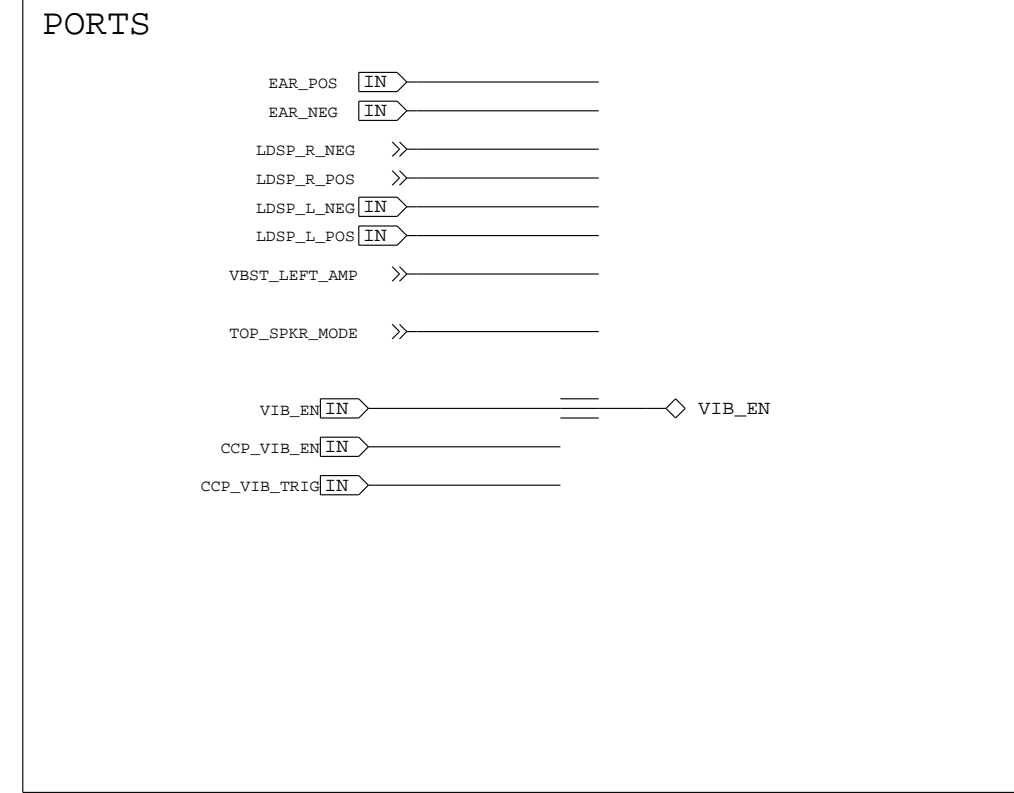 PORTS
EAR_POS IN
EAR_NEG IN
LDSP_R_NEG
LDSP_R_POS
LDSP_L_NEG IN
LDSP_L_POS IN
VBST_LEFT_AMP
TOP_SPKR_MODE
VIB_EN IN VIB_EN
CCP_VIB_EN IN
CCP_VIB_TRIG IN